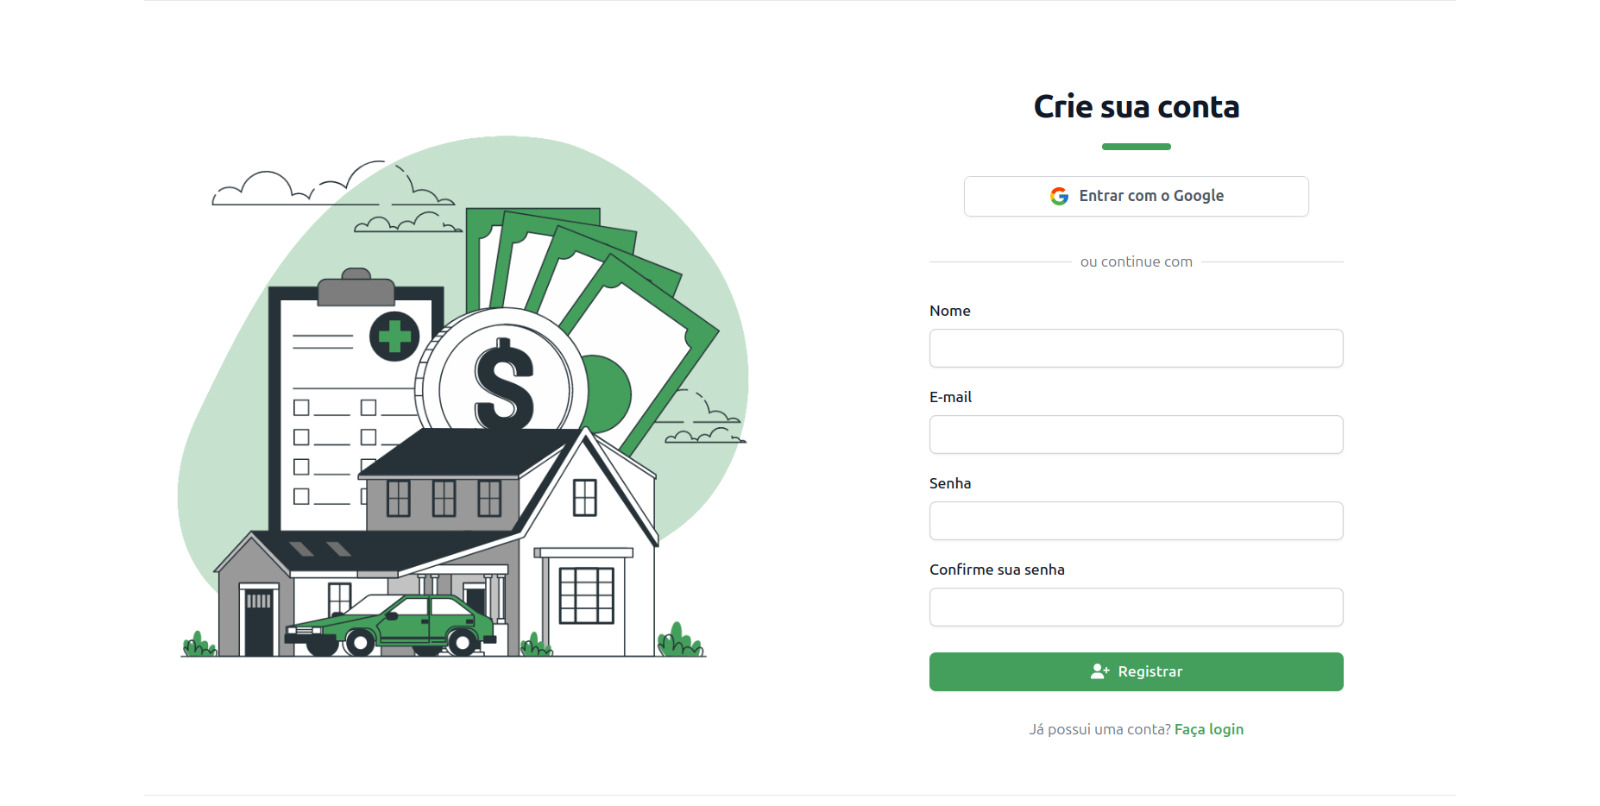 Crie sua conta
Entrar com o Google
ou continue com
Nome
E-mail
Senha
Confirme sua senha
Registrar
Já possui uma conta? Faça login
$